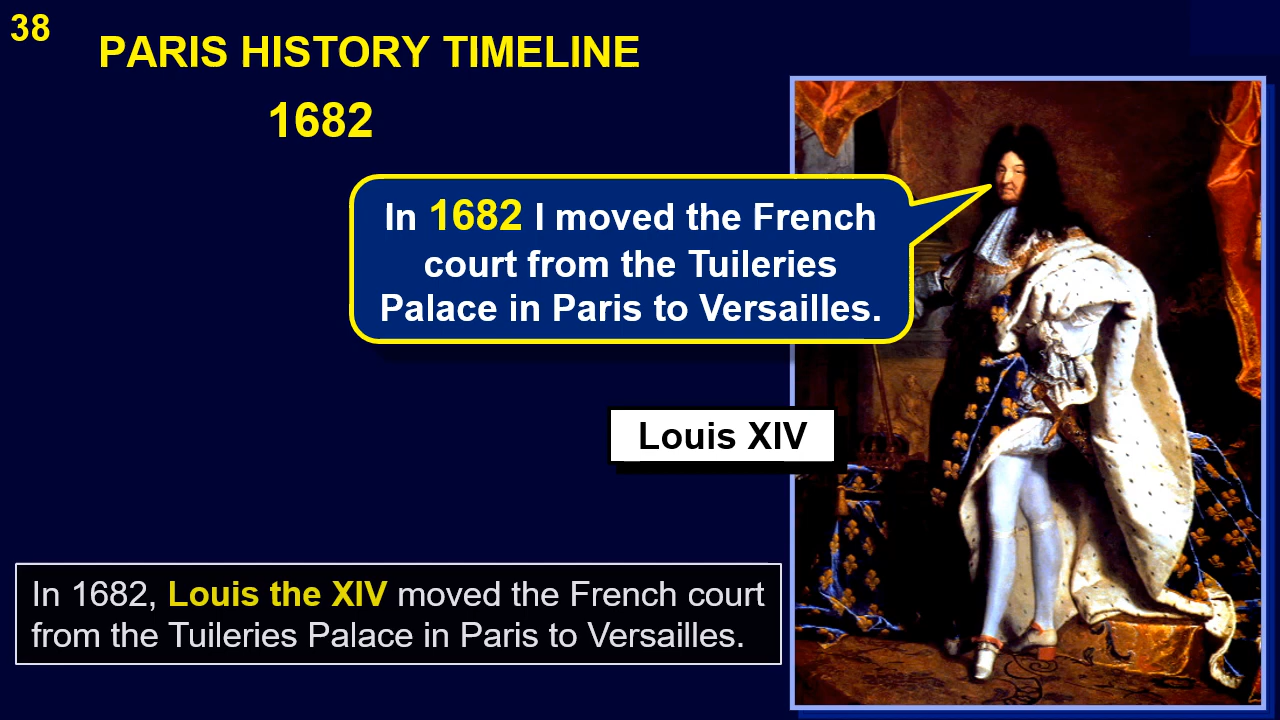 38
PARIS HISTORY TIMELINE
1682
In 1682 I moved the French
court from the Tuileries
Palace in Paris to Versailles.
Louis XIV
In 1682, Louis the XIV moved the French court
from the Tuileries Palace in Paris to Versailles.